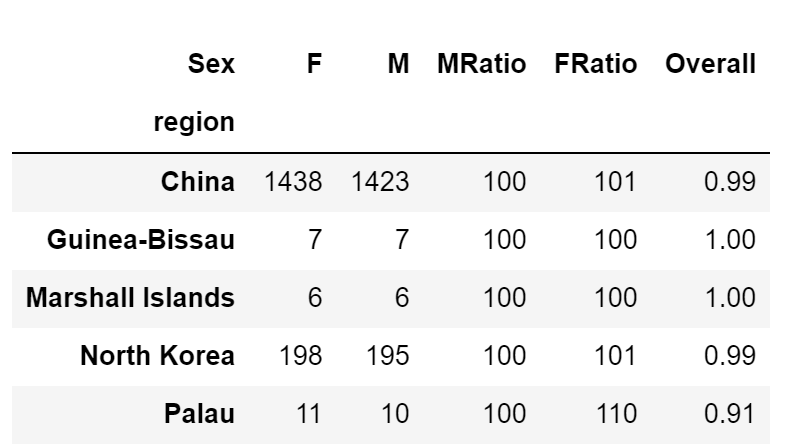 Sex F M MRatio FRatio Overall
region
China 1438 1423 100 101 0.99
Guinea-Bissau 7 7 100 100 1.00
Marshall Islands 6 6 100 100 1.00
North Korea 198 195 100 101 0.99
Palau 11 10 100 110 0.91